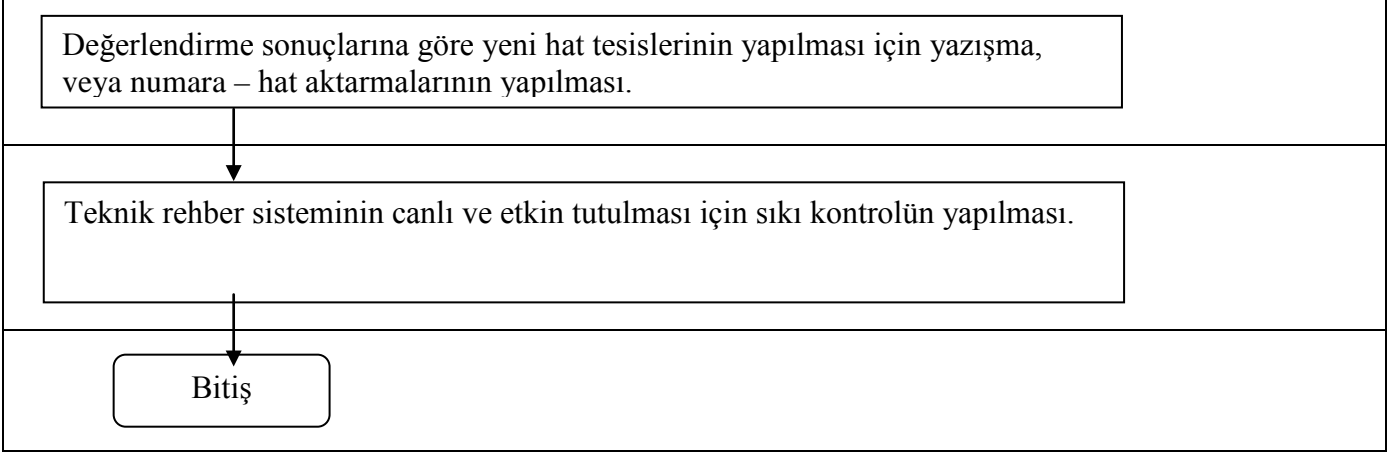 Değerlendirme sonuçlarına göre yeni hat tesislerinin yapılması için yazışma,
veya numara – hat aktarmalarının yapılması.
Teknik rehber sisteminin canlı ve etkin tutulması için sıkı kontrolün yapılması.
Bitiş